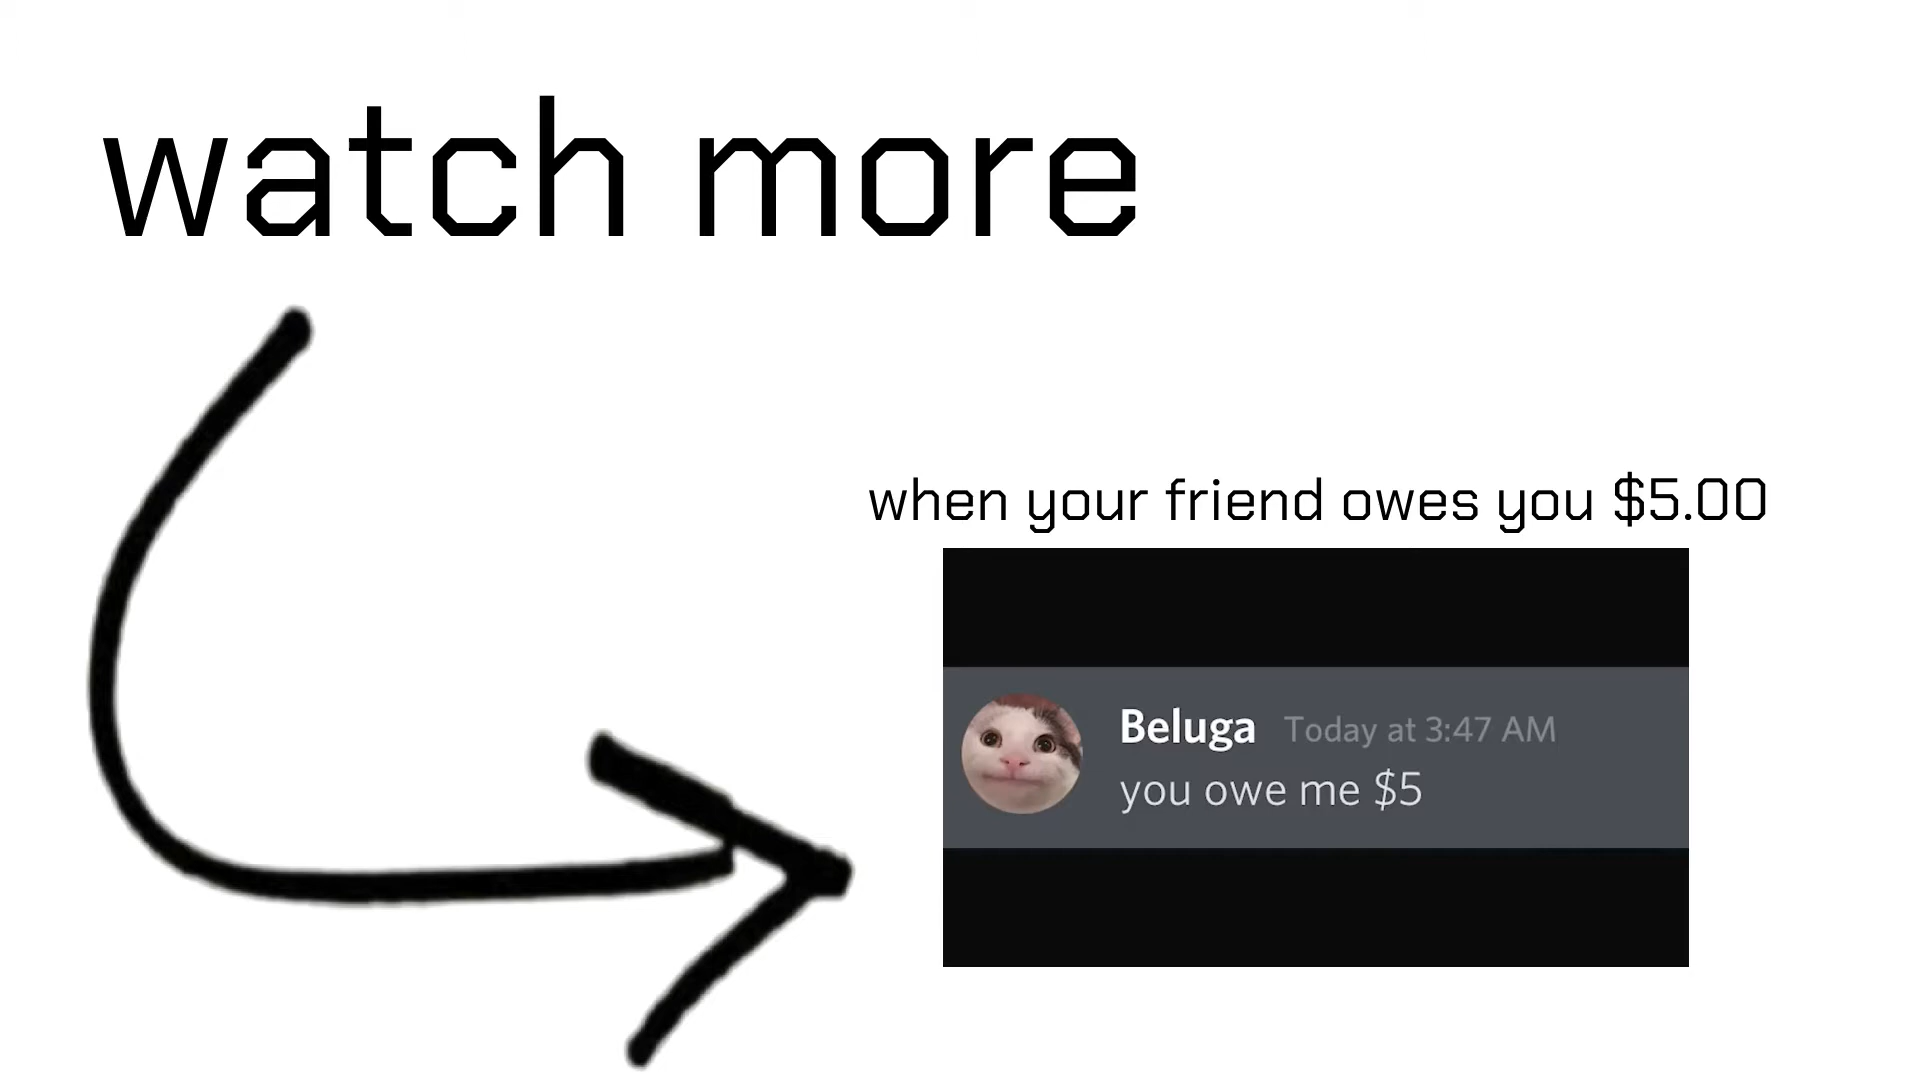 watch more
when your friend owes you $5.00
Beluga Today at 3:47 AM
you owe me $5